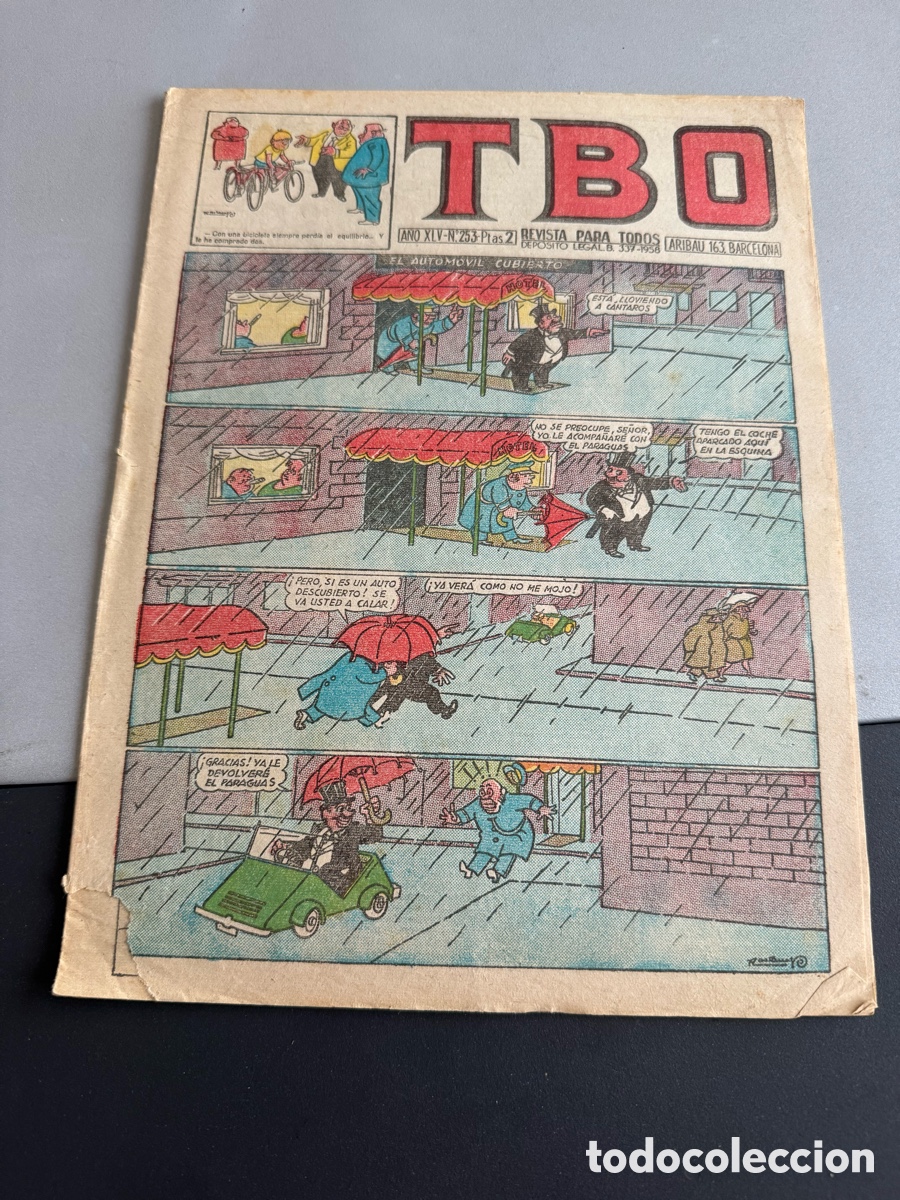 TBO
— Con una bicicleta siempre perdía el equilibrio... Y
le he comprado dos.
AÑO XLV-Nº 253-Ptas 2
REVISTA PARA TODOS
DEPOSITO LEGAL B. 337-1958
ARIBAU 163, BARCELONA
"EL AUTOMÓVIL CUBIERTO"
HOTEL
ESTÁ, LLOVIENDO
A CÁNTAROS
HOTEL
NO SE PREOCUPE, SEÑOR,
YO LE ACOMPAÑARÉ CON
EL PARAGUAS
TENGO EL COCHE
APARCADO AQUÍ
EN LA ESQUINA
¡PERO, SI ES UN AUTO
DESCUBIERTO! SE
VA USTED A CALAR!
¡YA VERÁ COMO NO ME MOJO!
¡GRACIAS! YA LE
DEVOLVERÉ
EL PARAGUAS
!¡!
todocoleccion